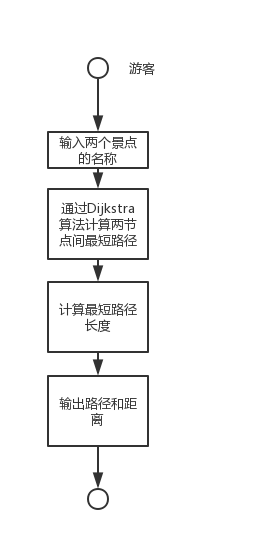 游客
输入两个景点
的名称
通过Dijkstra
算法计算两节
点间最短路径
计算最短路径
长度
输出路径和距
离